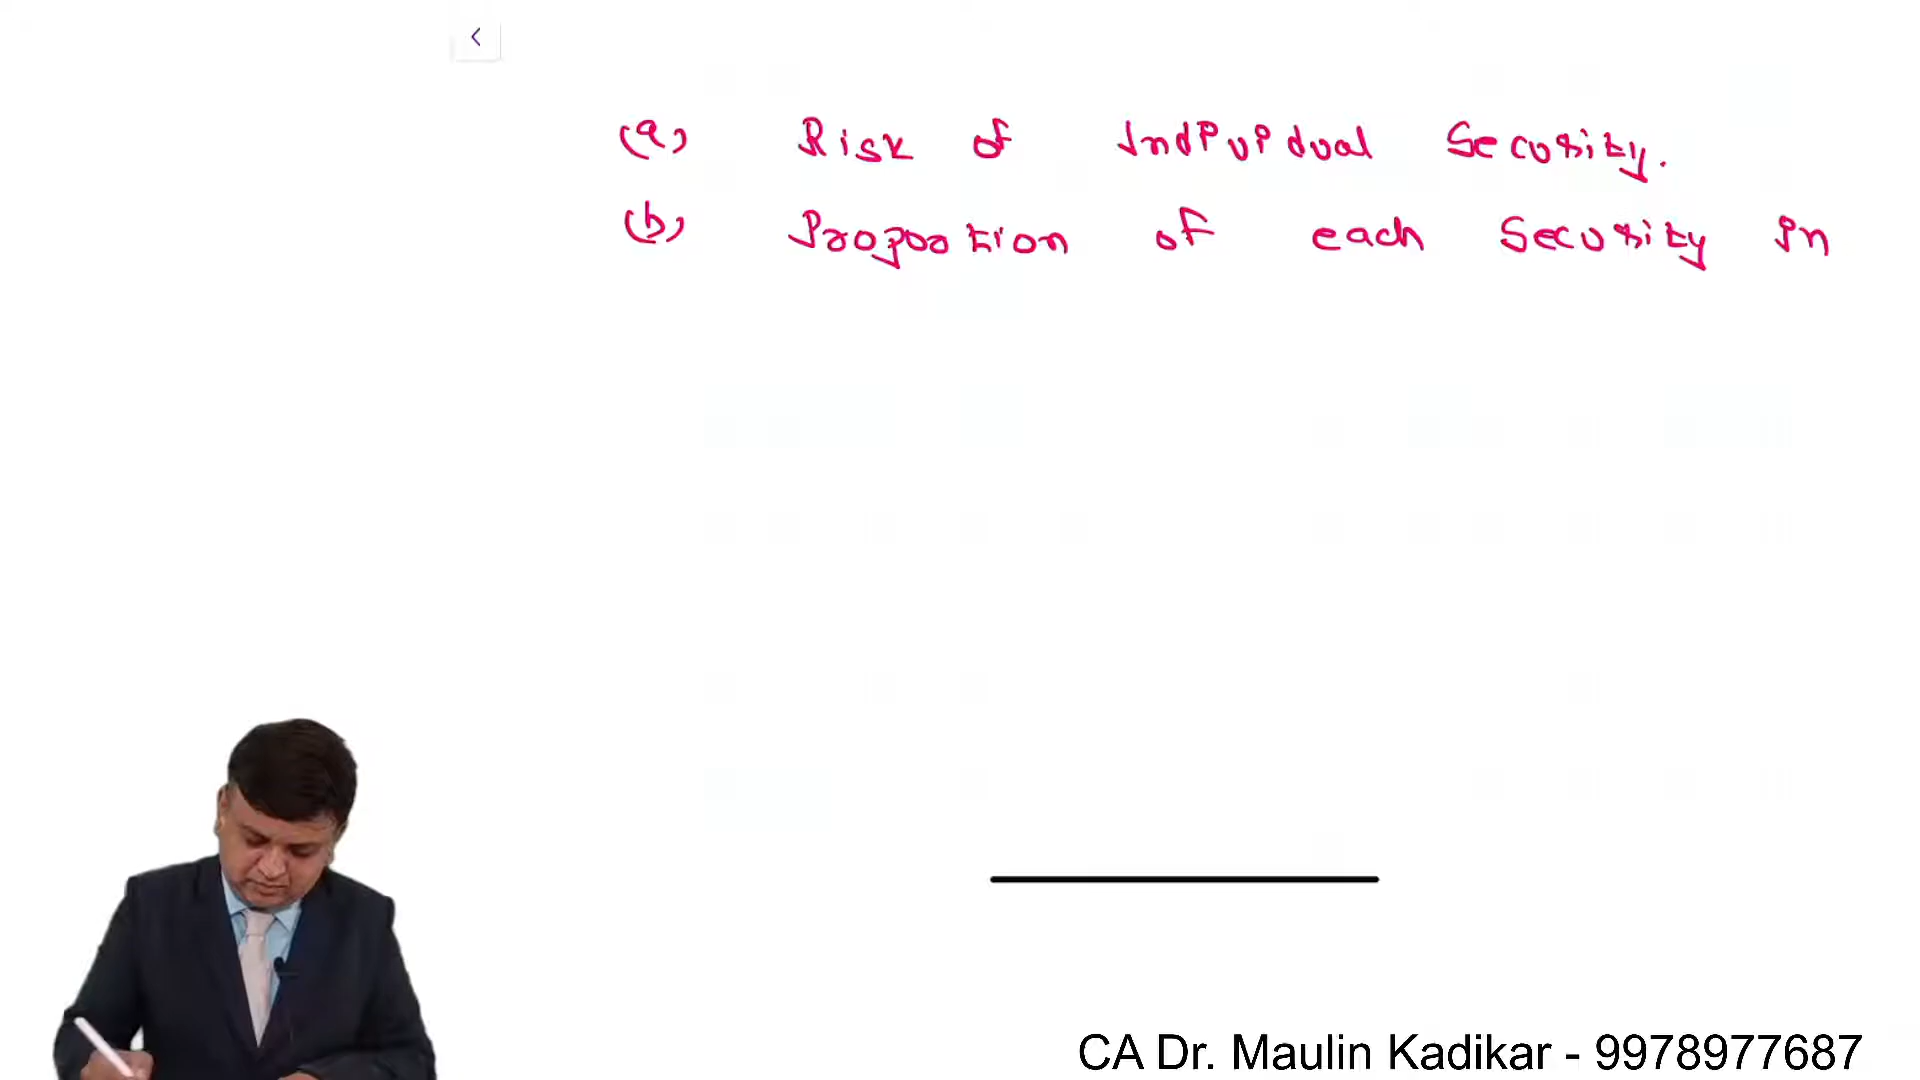 (a) Risk of Individual Security.
(b) Proportion of each Security in
CA Dr. Maulin Kadikar - 9978977687